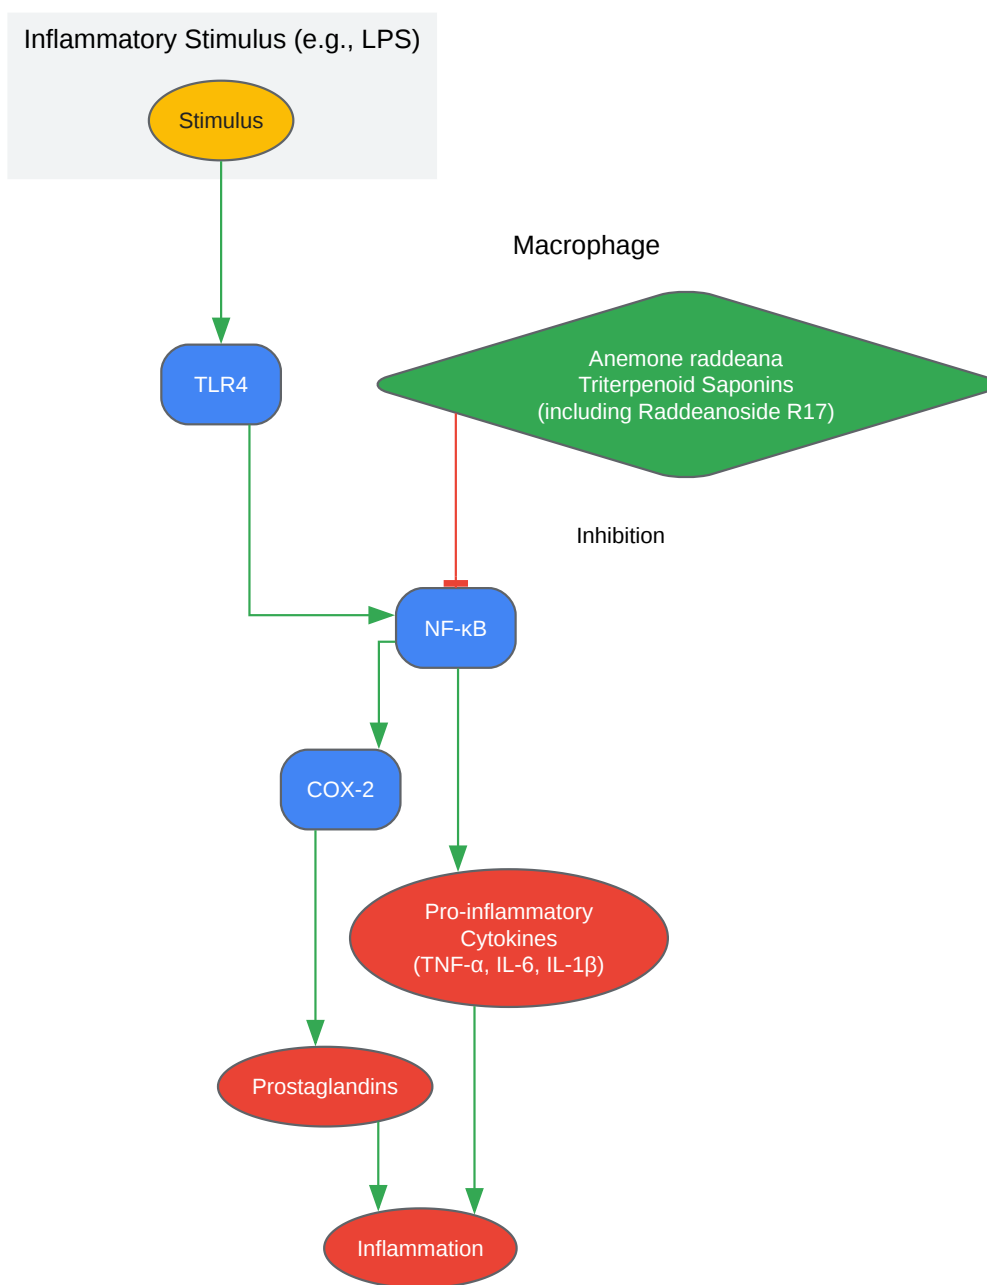 Inflammatory Stimulus (e.g., LPS)
Stimulus
Macrophage
TLR4
Anemone raddeana
Triterpenoid Saponins
(including Raddeanoside R17)
Inhibition
NF-κB
COX-2
Pro-inflammatory
Cytokines
(TNF-α, IL-6, IL-1β)
Prostaglandins
Inflammation